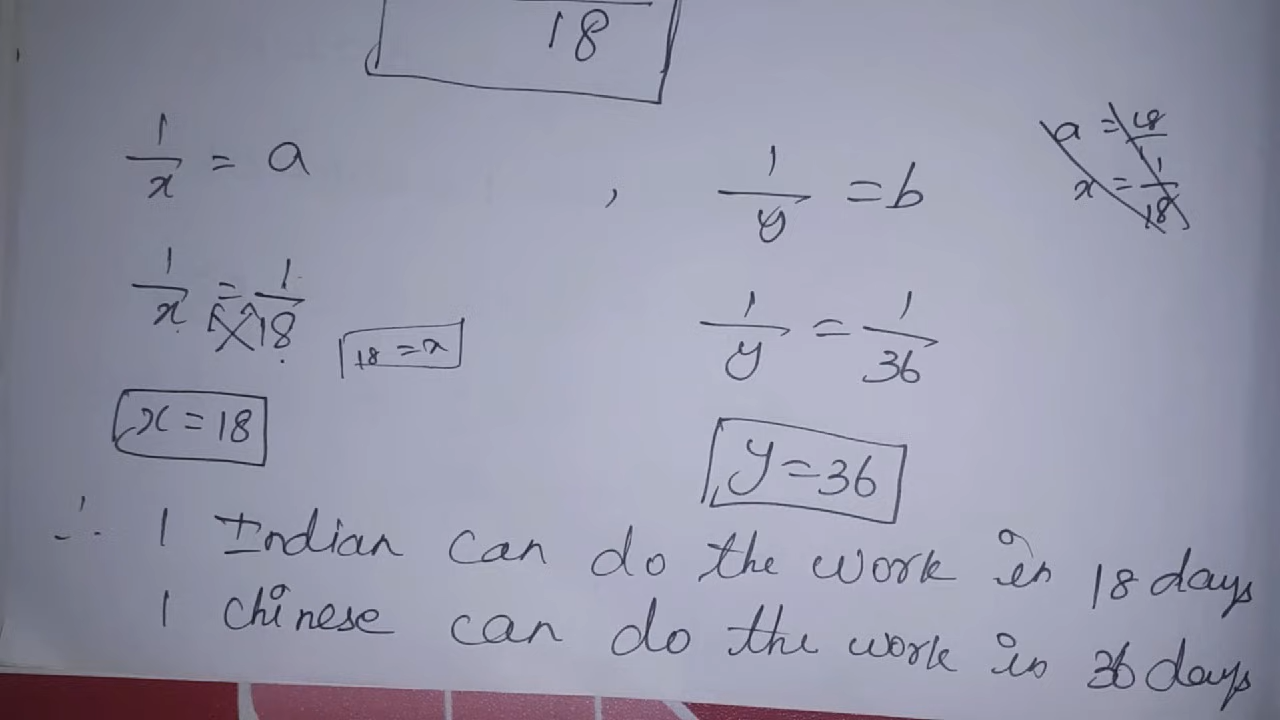 18
1/x = a , 1/y = b
a = 18/1
x = 1/18
1/x = 1/18
18 = x
1/y = 1/36
x = 18
y = 36
∴ 1 Indian can do the work in 18 days
1 chinese can do the work in 36 days